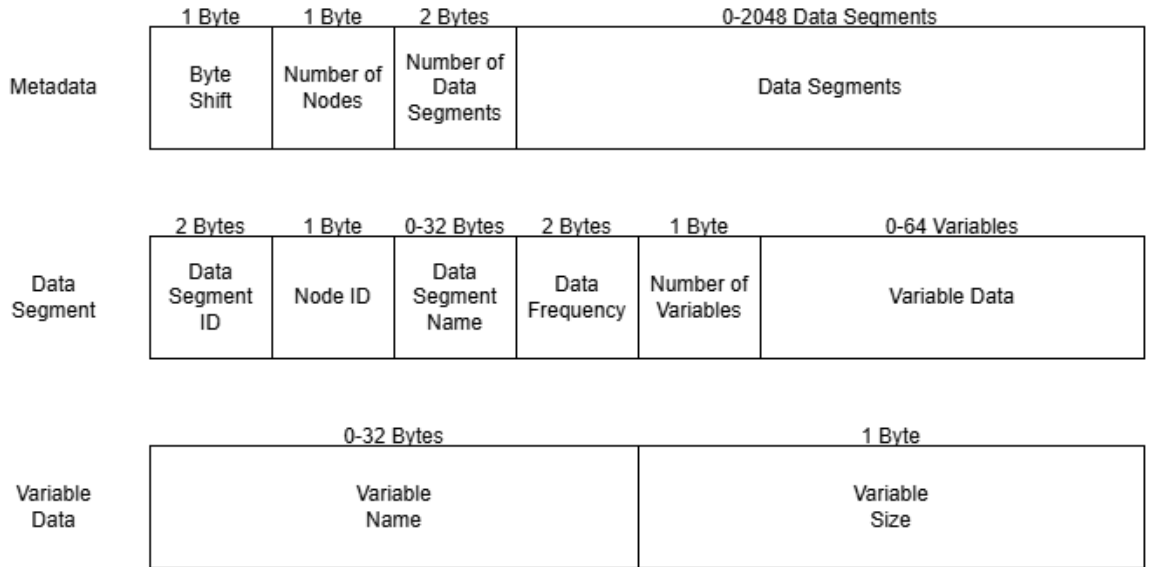 1 Byte
1 Byte
2 Bytes
0-2048 Data Segments
Metadata
Byte
Shift
Number of
Nodes
Number of
Data
Segments
Data Segments
2 Bytes
1 Byte
0-32 Bytes
2 Bytes
1 Byte
0-64 Variables
Data
Segment
Data
Segment
ID
Node ID
Data
Segment
Name
Data
Frequency
Number of
Variables
Variable Data
0-32 Bytes
1 Byte
Variable
Data
Variable
Name
Variable
Size